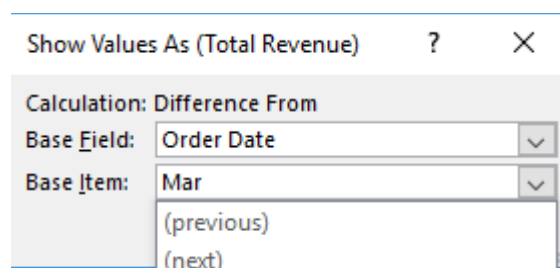 Show Values As (Total Revenue) ?
Calculation: Difference From
Base Field: Order Date
Base Item: Mar
(previous)
(next)